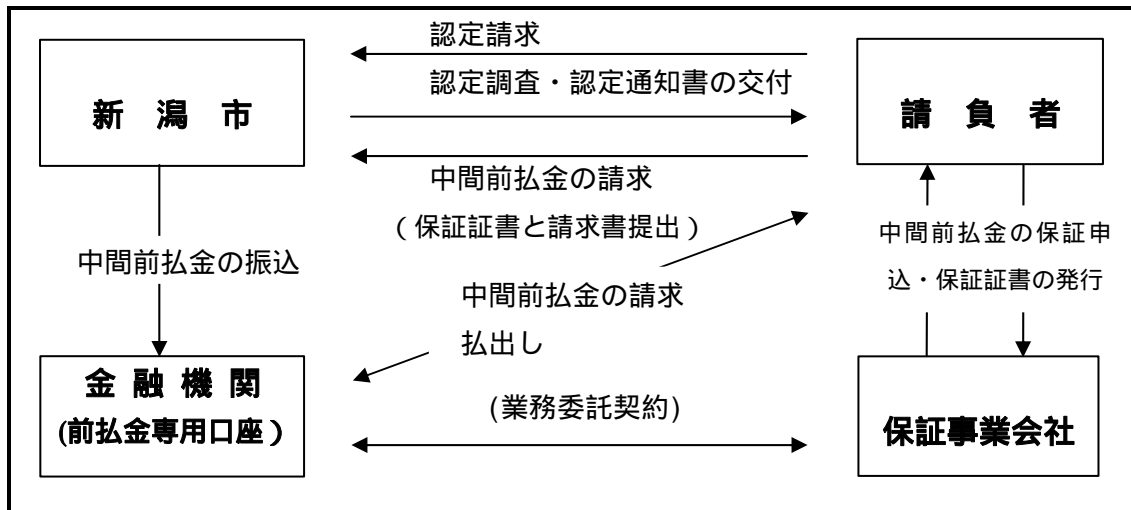 認定請求
認定調査・認定通知書の交付
新 潟 市
請 負 者
中間前払金の請求
（保証証書と請求書提出）
中間前払金の振込
中間前払金の保証申
込・保証証書の発行
中間前払金の請求
払出し
金 融 機 関
(前払金専用口座）
(業務委託契約)
保証事業会社